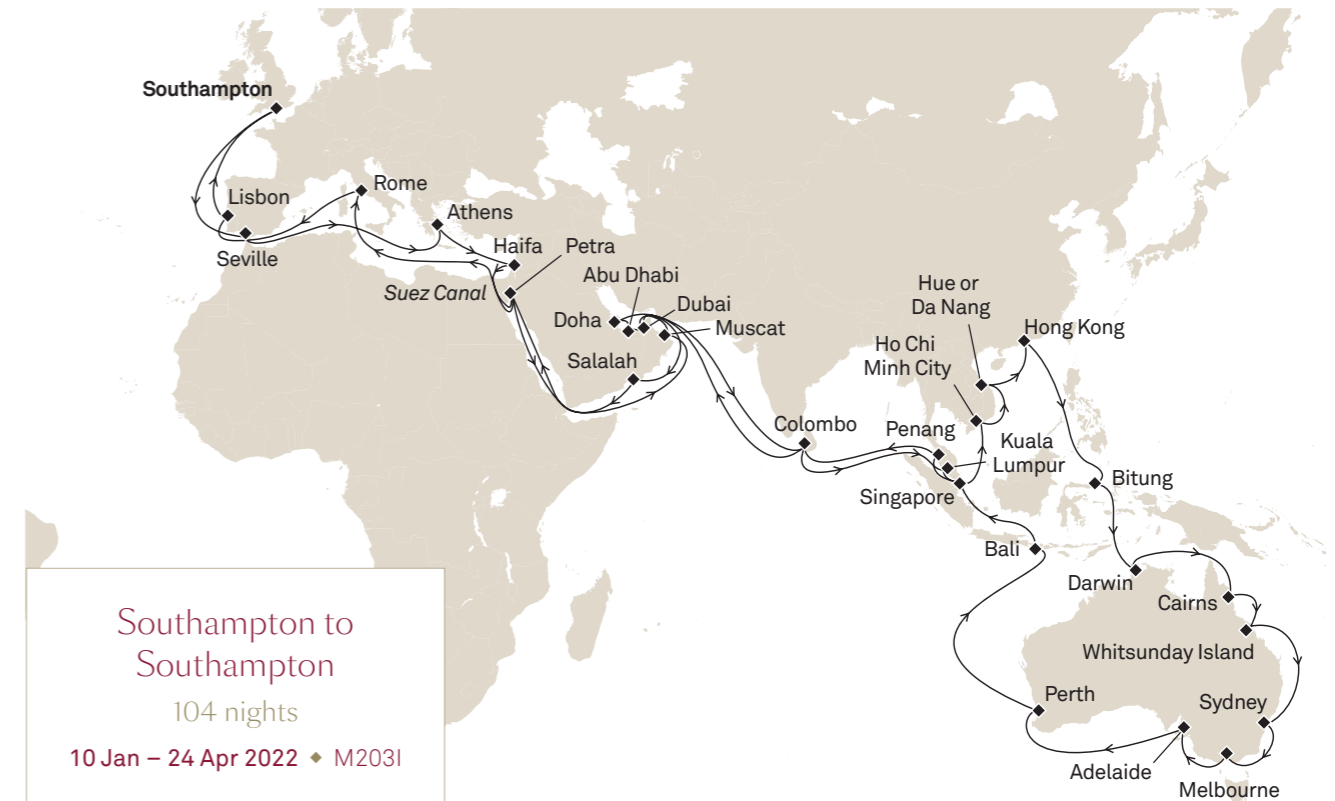 Southampton
Lisbon
Rome
Athens
Seville
Haifa
Petra
Suez Canal
Abu Dhabi
Dubai
Doha
Muscat
Salalah
Hue or
Da Nang
Hong Kong
Ho Chi
Minh City
Colombo
Penang
Kuala
Lumpur
Singapore
Bitung
Bali
Darwin
Cairns
Whitsunday Island
Perth
Sydney
Adelaide
Melbourne
Southampton to
Southampton
104 nights
10 Jan – 24 Apr 2022 ◆ M203I